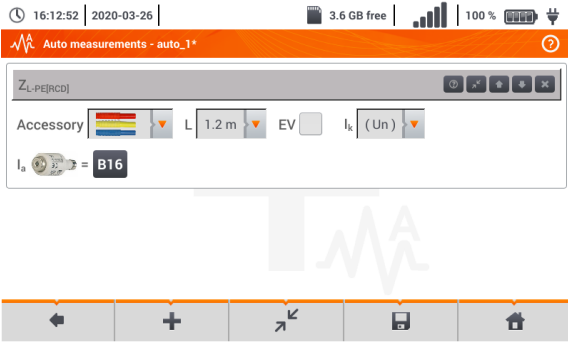 16:12:52 2020-03-26 3.6 GB free 100 %
Auto measurements - auto_1* ?
ZL-PE[RCD] ?
Accessory L 1.2 m EV Ik ( Un )
Ia = B16
A